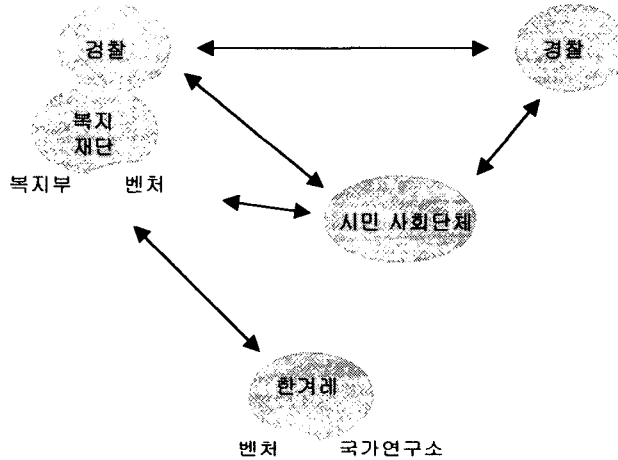 경찰
경찰
복지
재단
복지부 벤처
시민 사회단체
한겨레
벤처 국가연구소